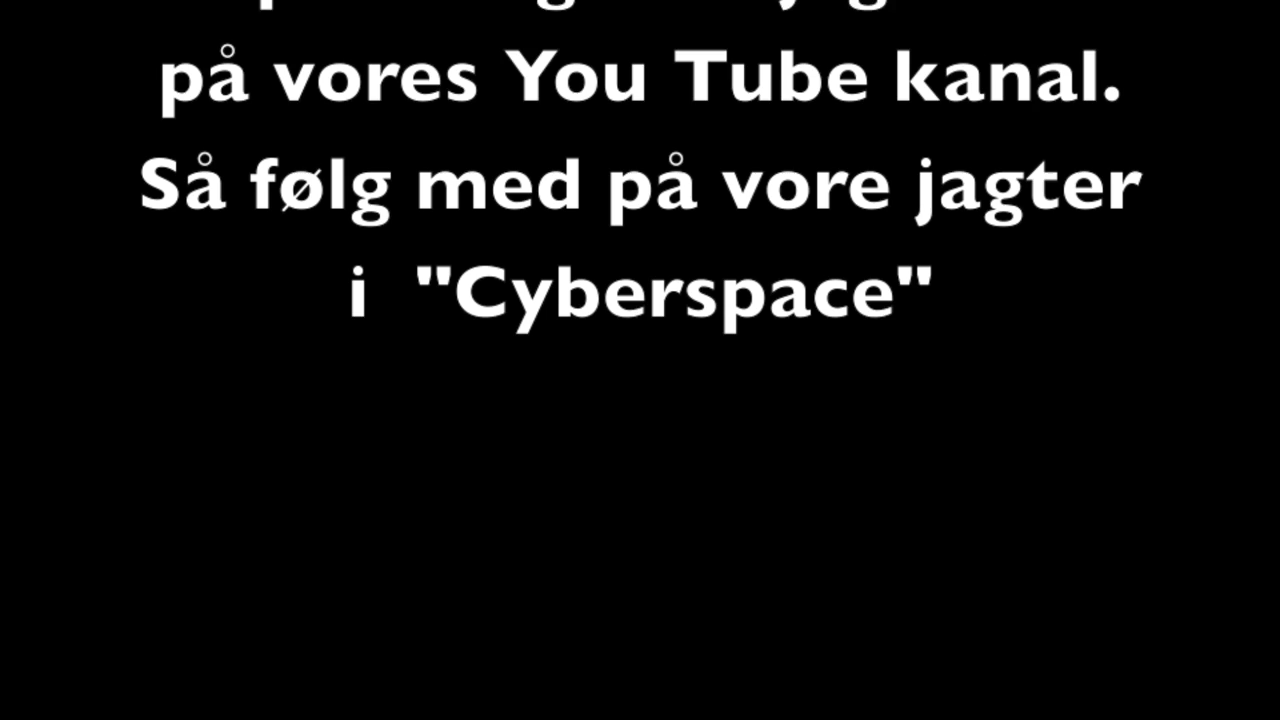 på vores You Tube kanal.
Så følg med på vore jagter
i "Cyberspace"